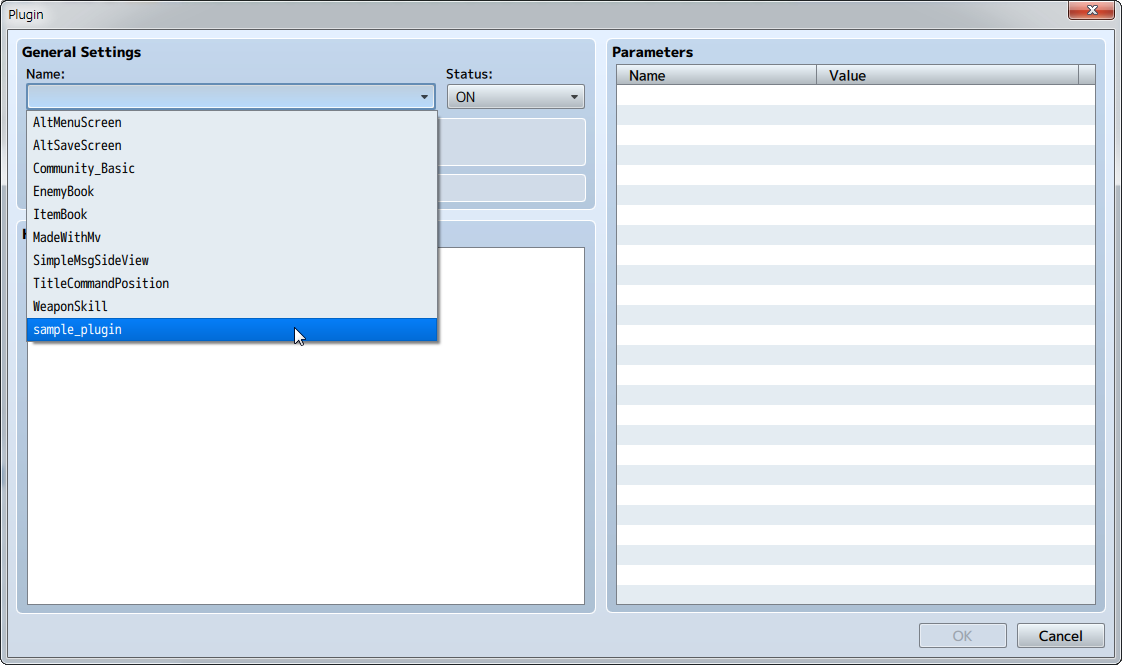 Plugin
General Settings
Name:
Status:
ON
AltMenuScreen
AltSaveScreen
Community_Basic
EnemyBook
ItemBook
MadeWithMv
SimpleMsgSideView
TitleCommandPosition
WeaponSkill
sample_plugin
Parameters
Name Value
OK Cancel